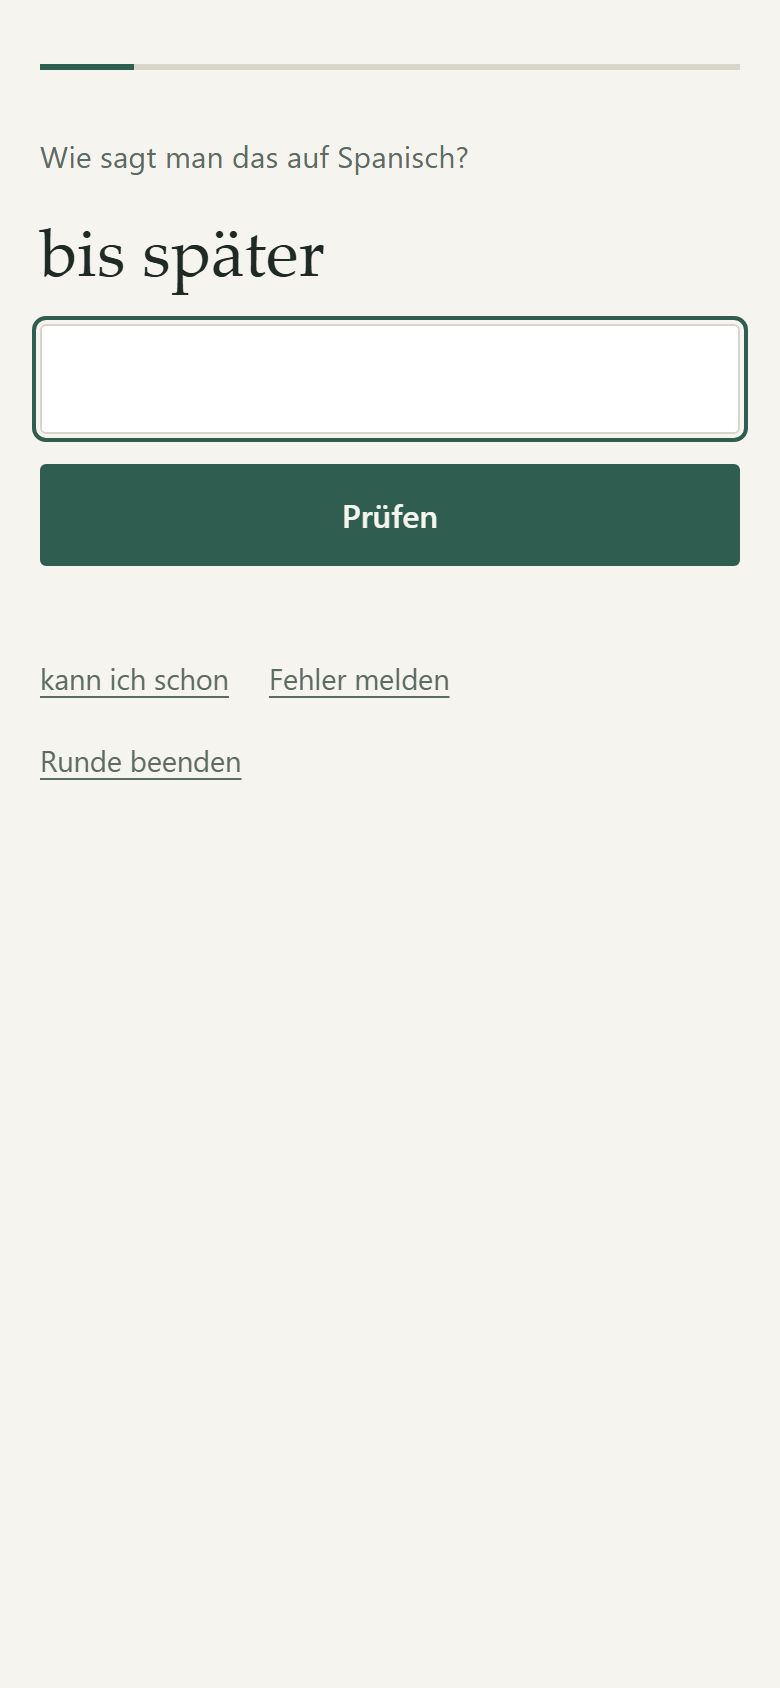 Wie sagt man das auf Spanisch?
bis später
Prüfen
kann ich schon Fehler melden
Runde beenden